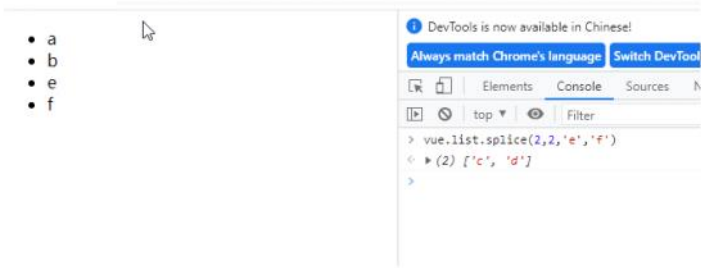 a
b
e
f
DevTools is now available in Chinese!
Always match Chrome's language Switch DevTool
Elements Console Sources N
top Filter
vue.list.splice(2,2,'e','f')
(2) ['c', 'd']